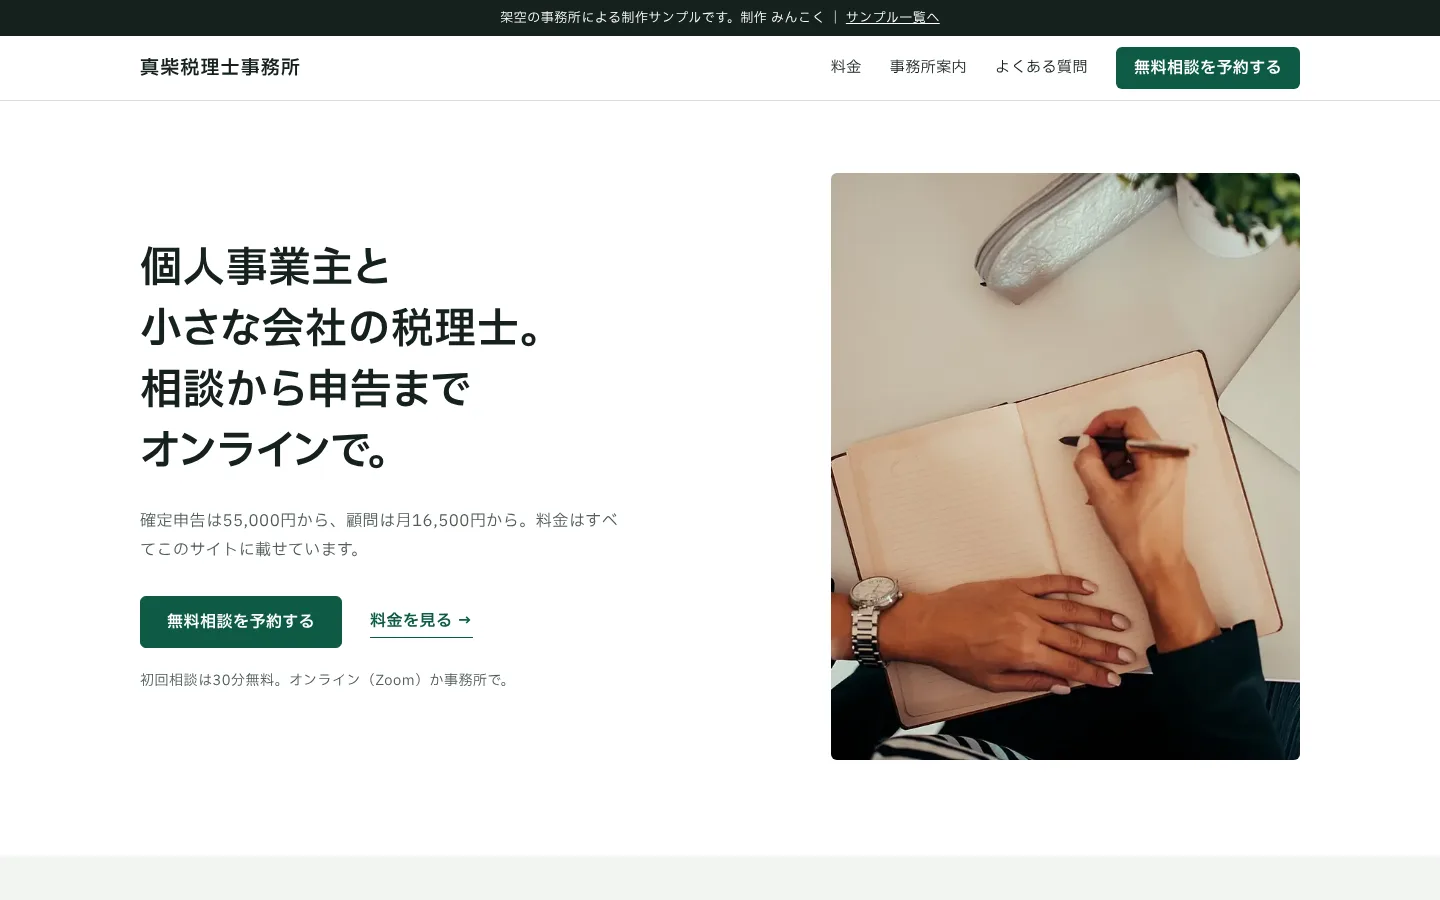 架空の事務所による制作サンプルです。制作 みんこく ｜ サンプル一覧へ
真柴税理士事務所
料金
事務所案内
よくある質問
無料相談を予約する
個人事業主と
小さな会社の税理士。
相談から申告まで
オンラインで。
確定申告は55,000円から、顧問は月16,500円から。料金はすべ
てこのサイトに載せています。
無料相談を予約する
料金を見る →
初回相談は30分無料。オンライン（Zoom）か事務所で。